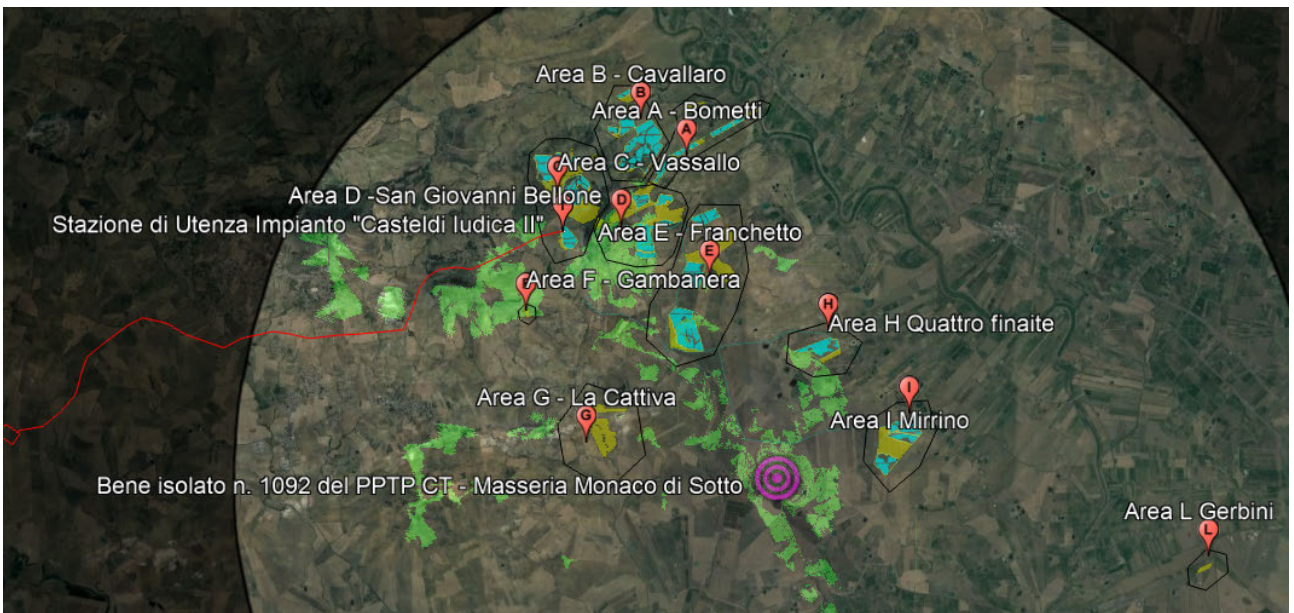 Area B - Cavallaro
B
Area A - Bometti
A
Area C - Vassallo
Area D -San Giovanni Bellone
D
Stazione di Utenza Impianto "Casteldi Iudica II"
Area E - Franchetto
E
Area F - Gambanera
H
Area H Quattro finaite
I
Area G - La Cattiva
G
Area I Mirrino
Bene isolato n. 1092 del PPTP CT - Masseria Monaco di Sotto
Area L Gerbini
L